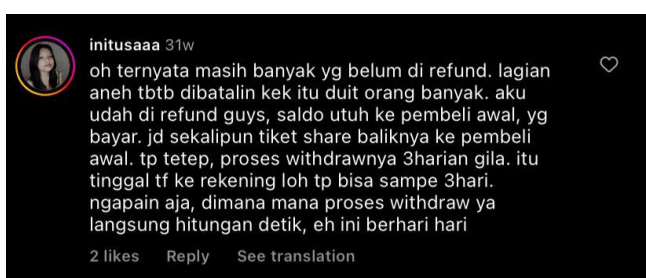 initusaaa 31w
oh ternyata masih banyak yg belum di refund. lagian
aneh tbtb dibatalin kek itu duit orang banyak. aku
udah di refund guys, saldo utuh ke pembeli awal, yg
bayar. jd sekalipun tiket share baliknya ke pembeli
awal. tp tetep, proses withdrawnya 3harian gila. itu
tinggal tf ke rekening loh tp bisa sampe 3hari.
ngapain aja, dimana mana proses withdraw ya
langsung hitungan detik, eh ini berhari hari
2 likes Reply See translation